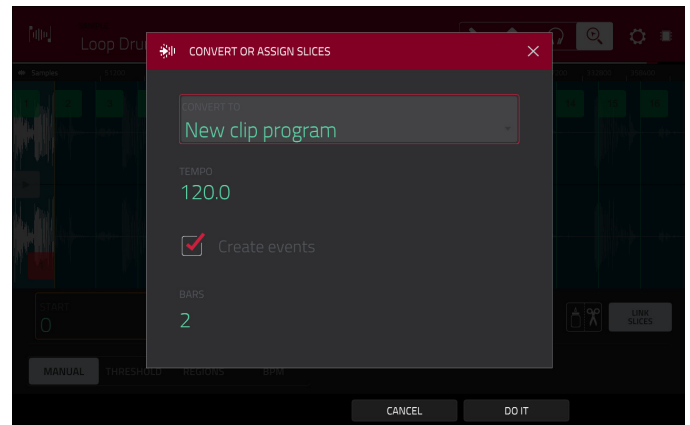 Loop Dru
CONVERT OR ASSIGN SLICES
Samples
CONVERT TO
New clip program
TEMPO
120.0
Create events
BARS
2
START
0
LINK
SLICES
MANUAL THRESHOLD REGIONS BPM
CANCEL DO IT